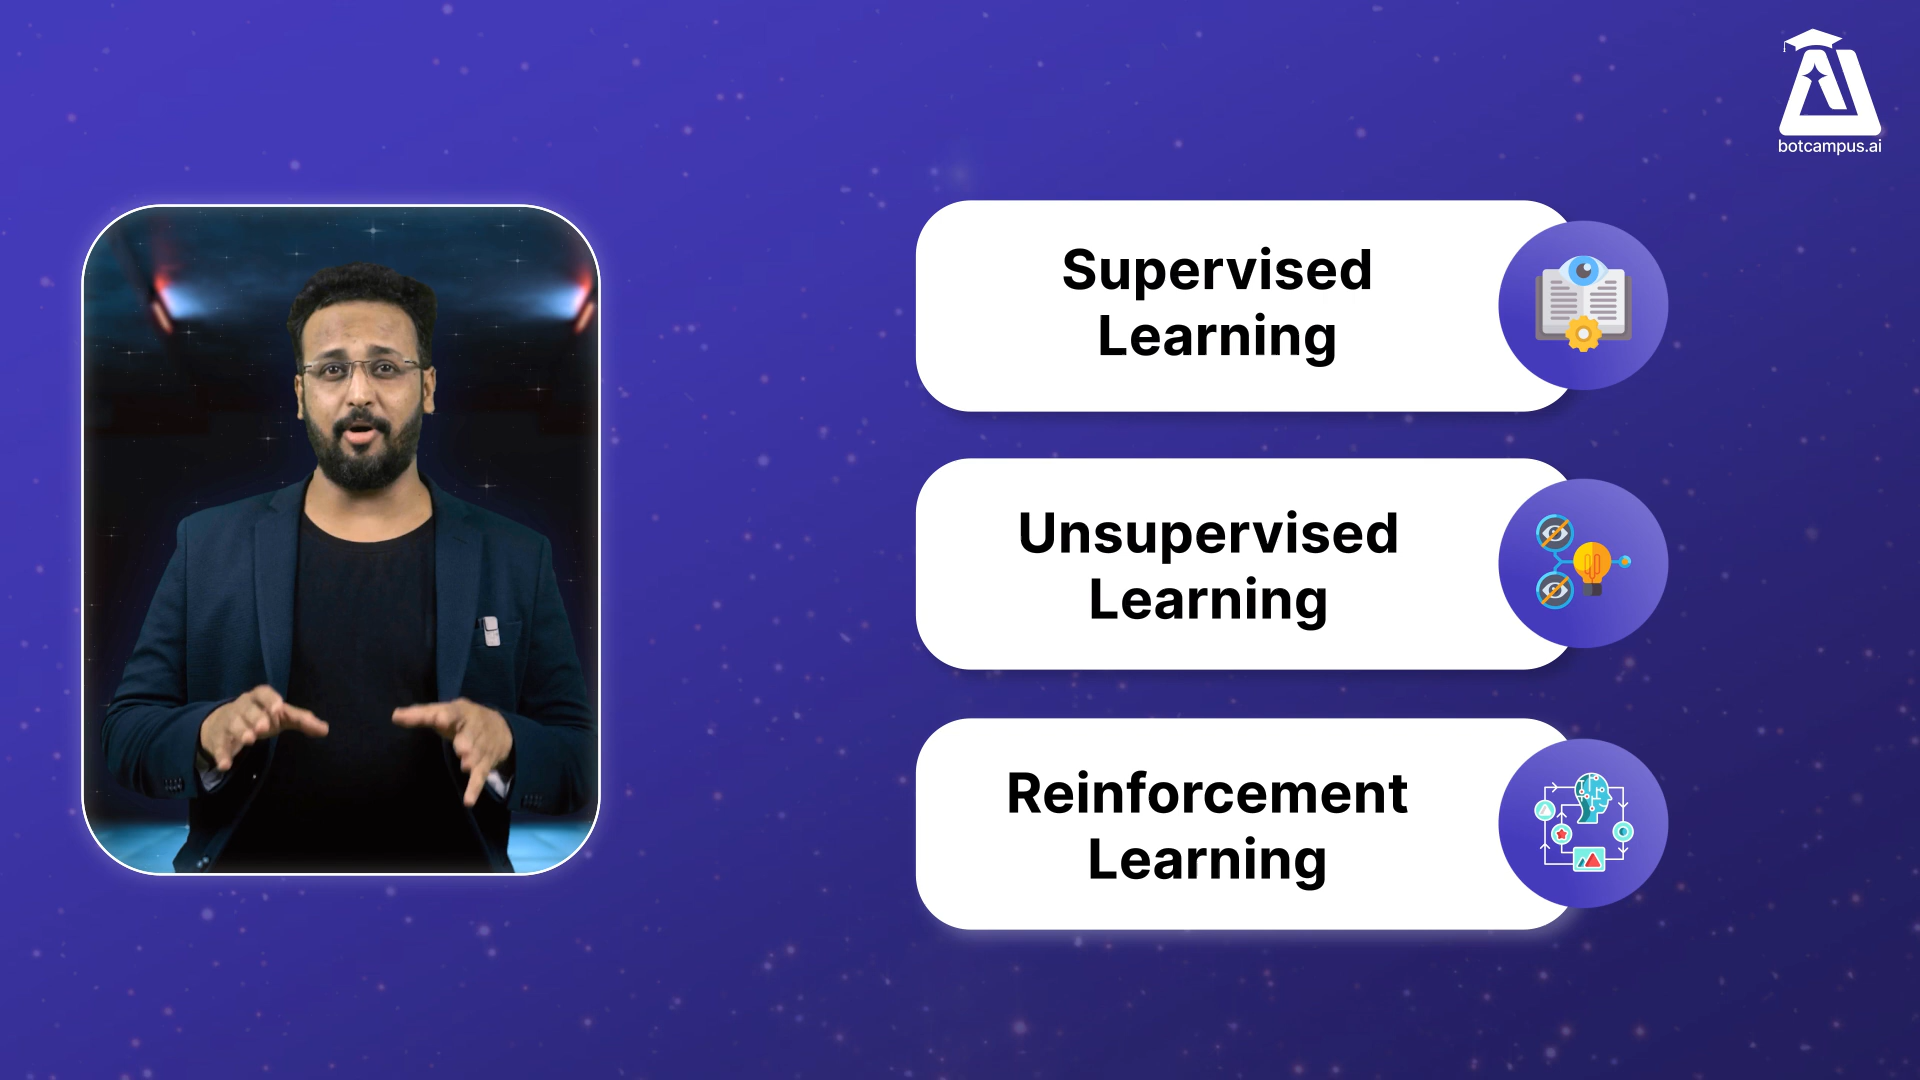 botcampus.ai
Supervised
Learning
Unsupervised
Learning
Reinforcement
Learning